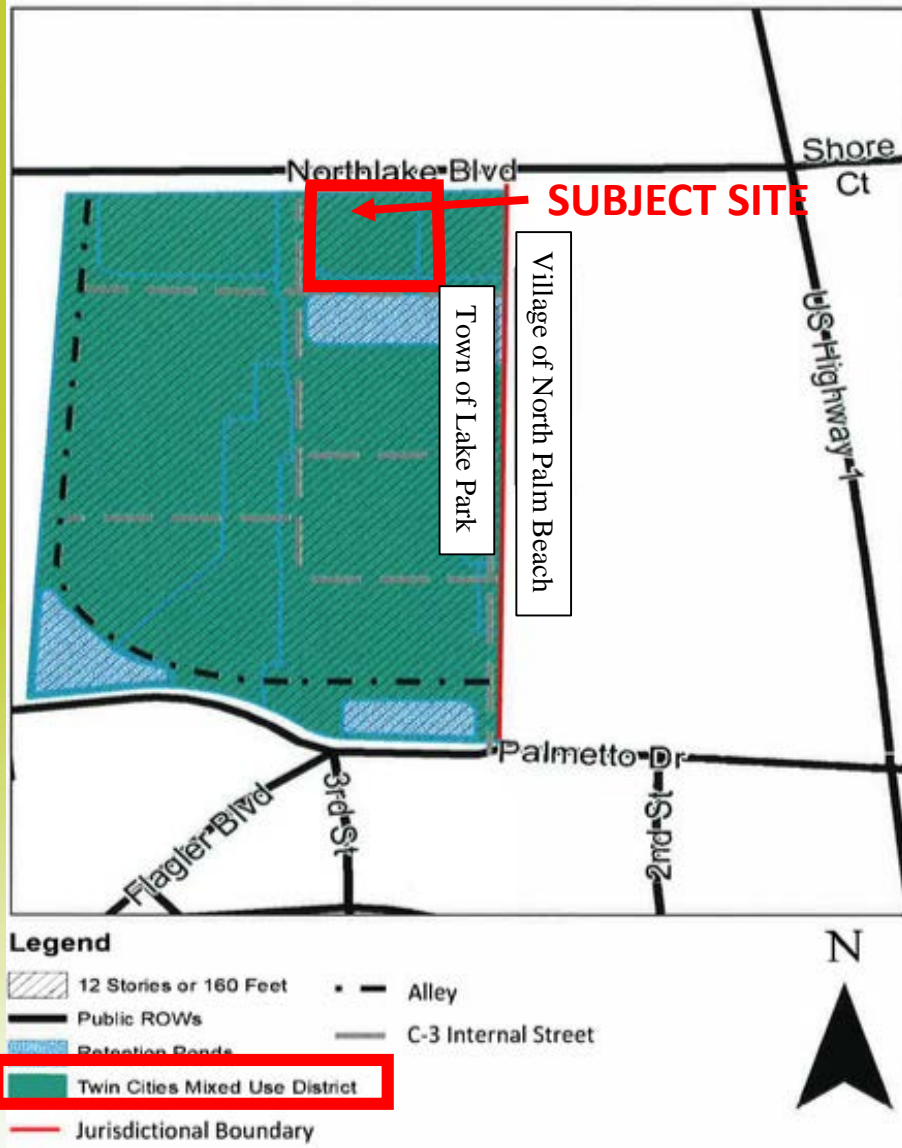 Northlake Blvd
Shore
Ct
SUBJECT SITE
Village of North Palm Beach
Town of Lake Park
US Highway 1
Palmetto Dr
Flagler Blvd
3rd St
2nd St
Legend
N
12 Stories or 160 Feet
Alley
Public ROWs
C-3 Internal Street
Retention Ponds
Twin Cities Mixed Use District
Jurisdictional Boundary